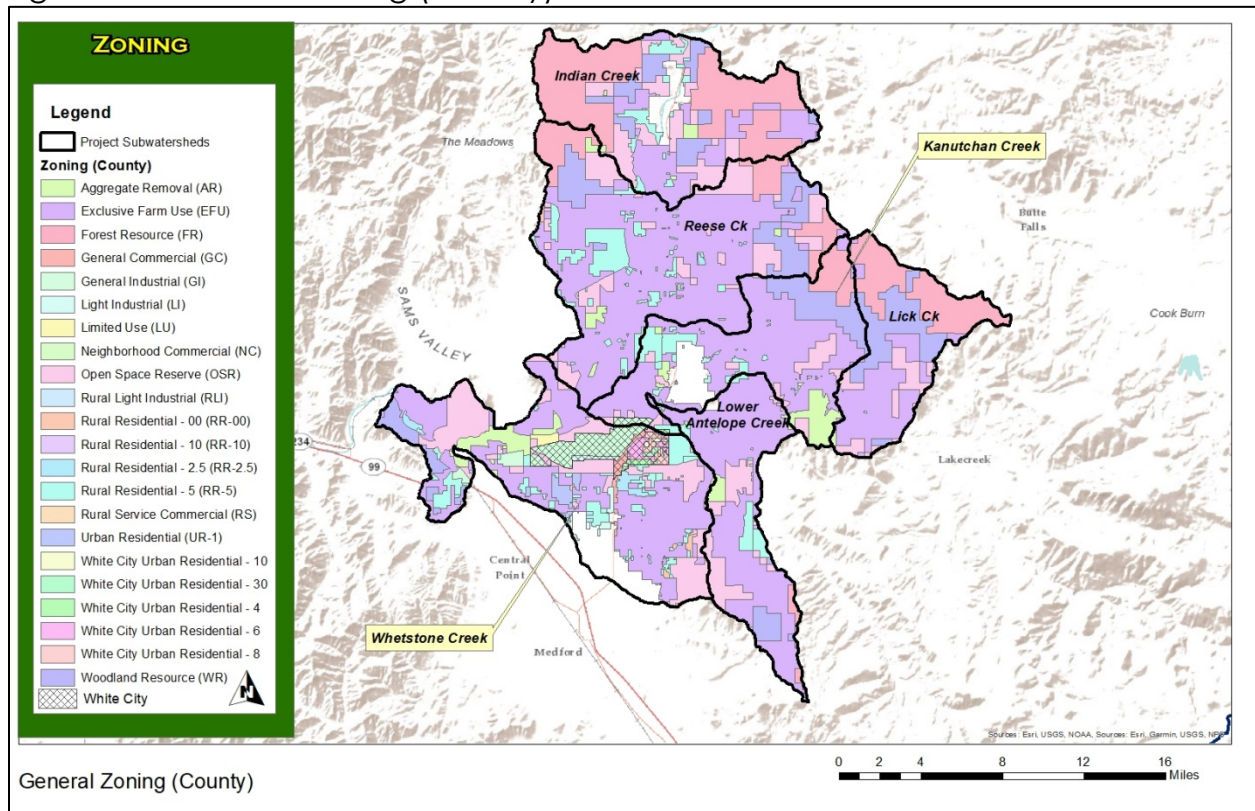 ZONING
Legend
Project Subwatersheds
Zoning (County)
Aggregate Removal (AR)
Exclusive Farm Use (EFU)
Forest Resource (FR)
General Commercial (GC)
General Industrial (GI)
Light Industrial (LI)
Limited Use (LU)
Neighborhood Commercial (NC)
Open Space Reserve (OSR)
Rural Light Industrial (RLI)
Rural Residential - 00 (RR-00)
Rural Residential - 10 (RR-10)
Rural Residential - 2.5 (RR-2.5)
Rural Residential - 5 (RR-5)
Rural Service Commercial (RS)
Urban Residential (UR-1)
White City Urban Residential - 10
White City Urban Residential - 30
White City Urban Residential - 4
White City Urban Residential - 6
White City Urban Residential - 8
Woodland Resource (WR)
White City
N
Indian Creek
The Meadows
Kanutchan Creek
Reese Ck
Butte
Falls
SAMS VALLEY
Lick Ck
Cook Burn
Lower
Antelope Creek
234
99
Lakecreek
Central
Point
Whetstone Creek
Medford
Sources: Esri, USGS, NOAA, Sources: Esri, Garmin, USGS, NPS
General Zoning (County)
0 2 4 8 12 16
Miles